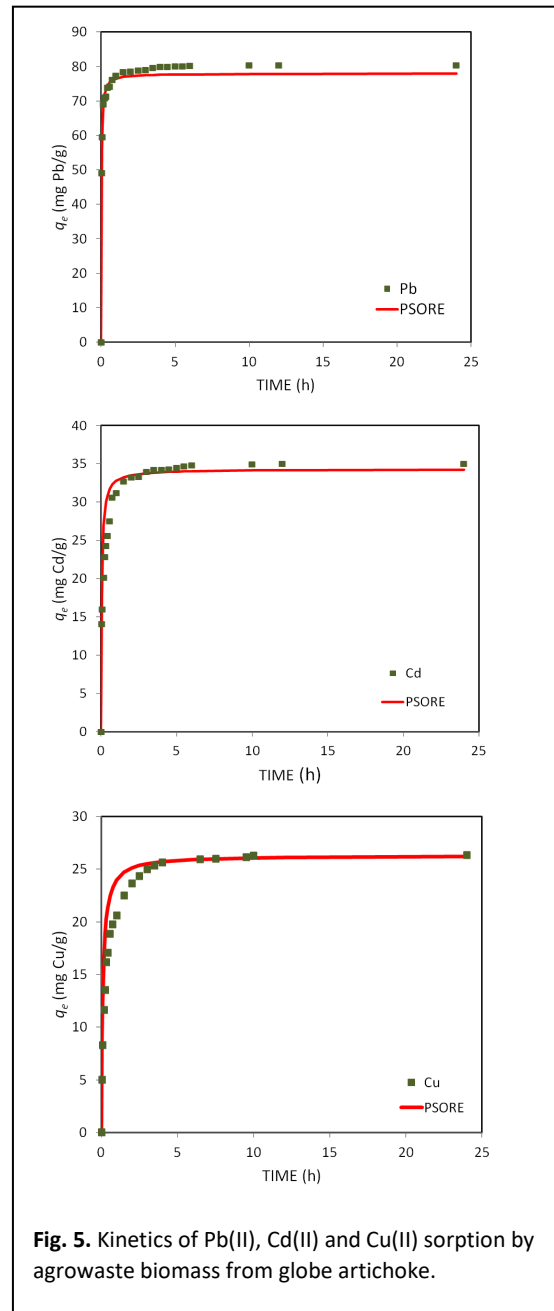 90
80
70
60
50
40
30
20
10
0
qe (mg Pb/g)
Pb
PSORE
0 5 10 15 20 25
TIME (h)
40
35
30
25
20
15
10
5
0
qe (mg Cd/g)
Cd
PSORE
0 5 10 15 20 25
TIME (h)
30
25
20
15
10
5
0
qe (mg Cu/g)
Cu
PSORE
0 5 10 15 20 25
TIME (h)
Fig. 5. Kinetics of Pb(II), Cd(II) and Cu(II) sorption by
agrowaste biomass from globe artichoke.